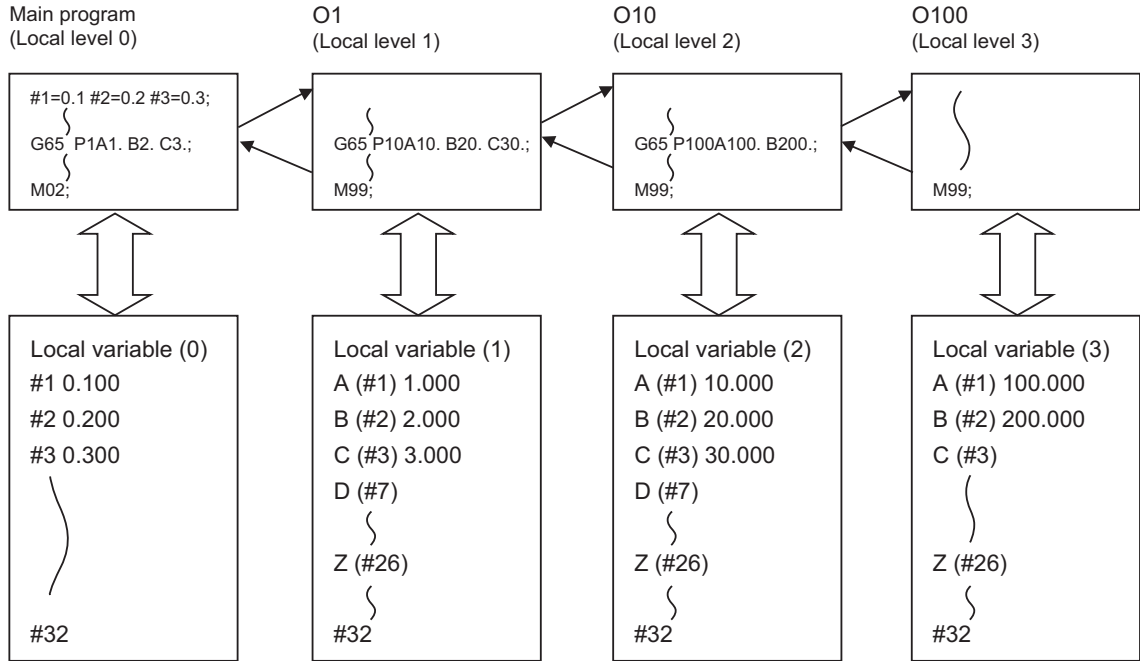 Main program
(Local level 0)
O1
(Local level 1)
O10
(Local level 2)
O100
(Local level 3)
#1=0.1 #2=0.2 #3=0.3;
G65 P1A1. B2. C3.;
M02;
G65 P10A10. B20. C30.;
M99;
G65 P100A100. B200.;
M99;
M99;
Local variable (0)
#1 0.100
#2 0.200
#3 0.300
#32
Local variable (1)
A (#1) 1.000
B (#2) 2.000
C (#3) 3.000
D (#7)
Z (#26)
#32
Local variable (2)
A (#1) 10.000
B (#2) 20.000
C (#3) 30.000
D (#7)
Z (#26)
#32
Local variable (3)
A (#1) 100.000
B (#2) 200.000
C (#3)
Z (#26)
#32